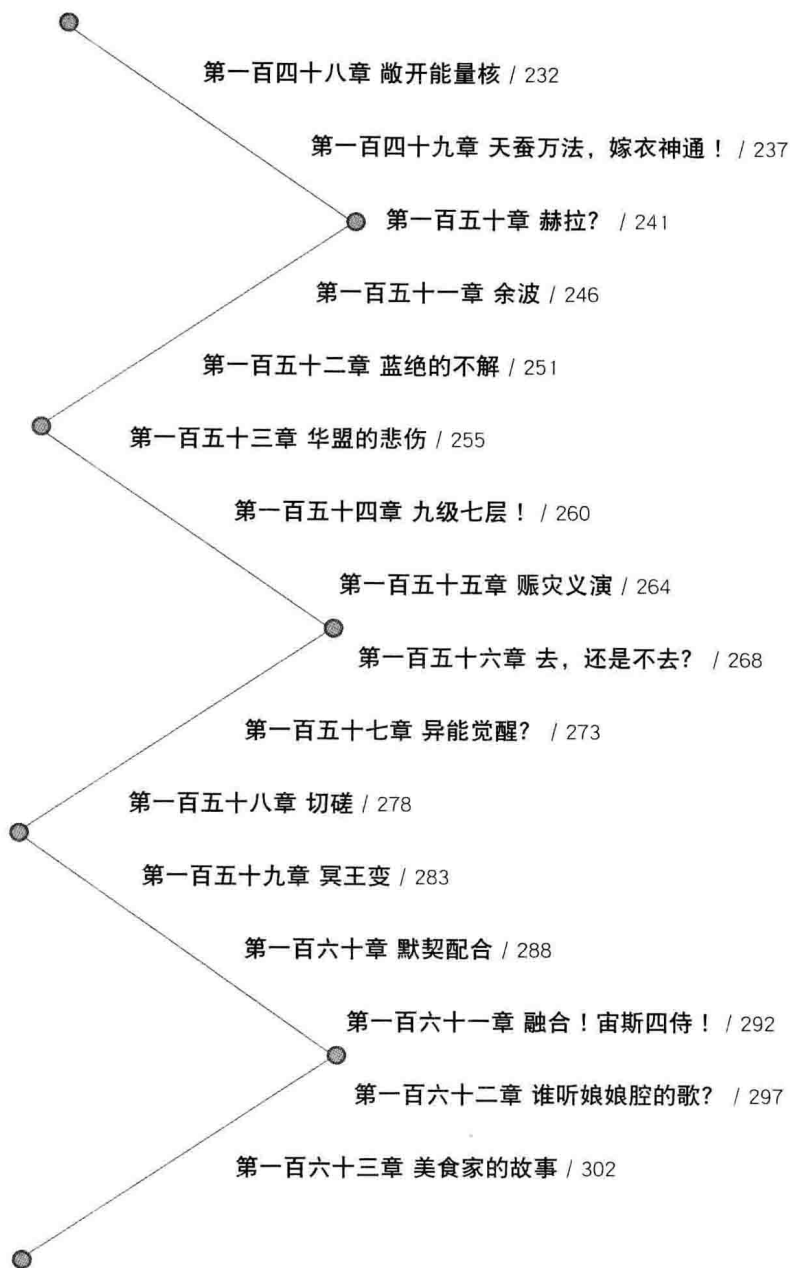 第一百四十八章 敞开能量核 / 232
第一百四十九章 天蚕万法，嫁衣神通！ / 237
第一百五十章 赫拉？ / 241
第一百五十一章 余波 / 246
第一百五十二章 蓝绝的不解 / 251
第一百五十三章 华盟的悲伤 / 255
第一百五十四章 九级七层！ / 260
第一百五十五章 赈灾义演 / 264
第一百五十六章 去，还是不去？ / 268
第一百五十七章 异能觉醒？ / 273
第一百五十八章 切磋 / 278
第一百五十九章 冥王变 / 283
第一百六十章 默契配合 / 288
第一百六十一章 融合！宙斯四侍！ / 292
第一百六十二章 谁听娘娘腔的歌？ / 297
第一百六十三章 美食家的故事 / 302